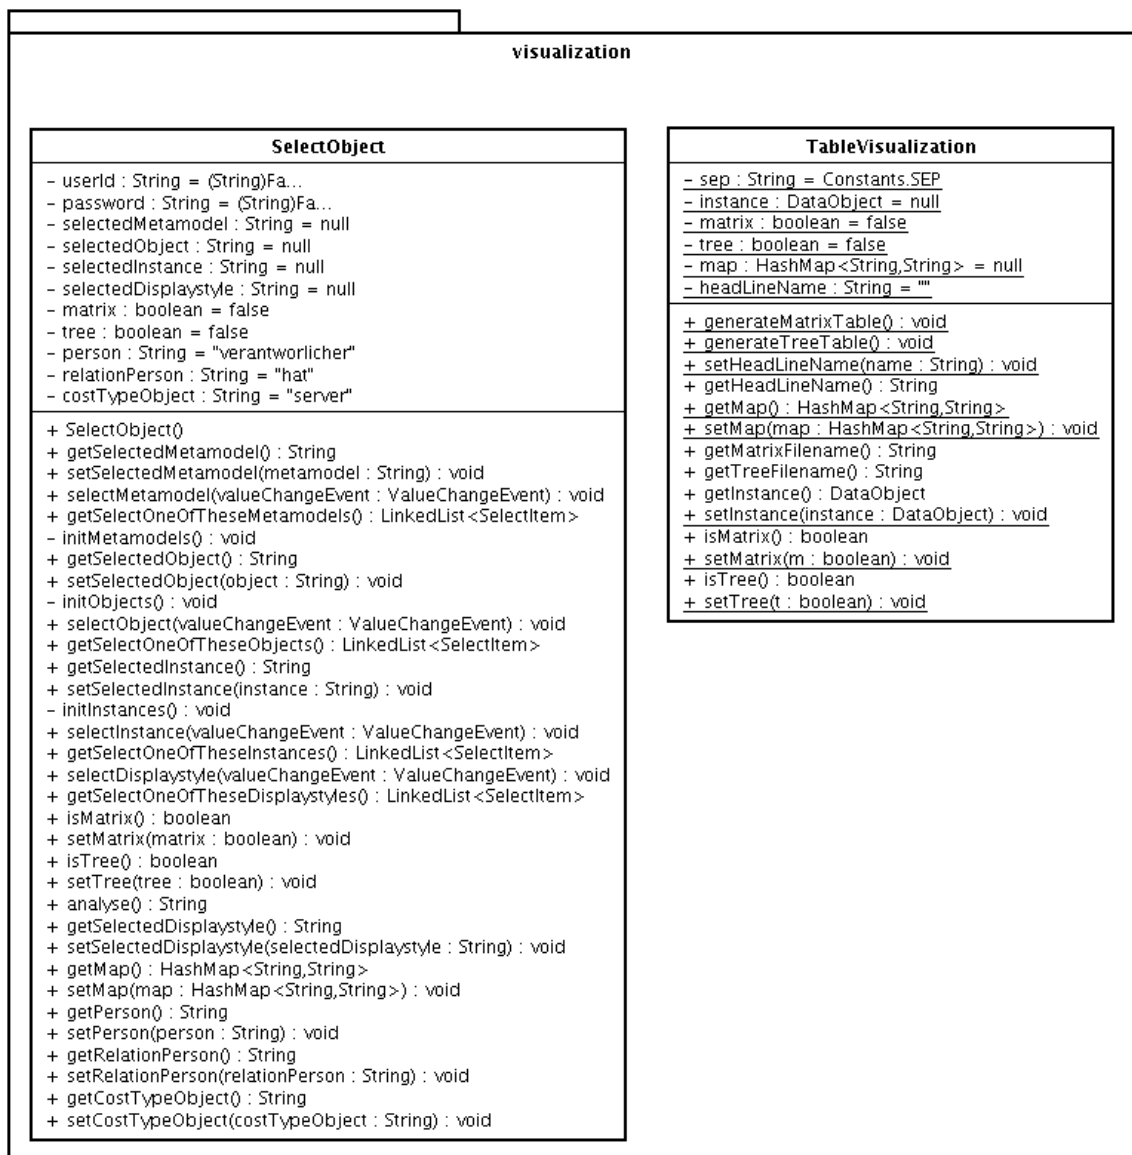 visualization
SelectObject
- userId : String = (String)Fa...
- password : String = (String)Fa...
- selectedMetamodel : String = null
- selectedObject : String = null
- selectedInstance : String = null
- selectedDisplaystyle : String = null
- matrix : boolean = false
- tree : boolean = false
- person : String = "verantworlicher"
- relationPerson : String = "hat"
- costTypeObject : String = "server"
+ SelectObject()
+ getSelectedMetamodel() : String
+ setSelectedMetamodel(metamodel : String) : void
+ selectMetamodel(valueChangeEvent : ValueChangeEvent) : void
+ getSelectOneOfTheseMetamodels() : LinkedList<SelectItem>
- initMetamodels() : void
+ getSelectedObject() : String
+ setSelectedObject(object : String) : void
- initObjects() : void
+ selectObject(valueChangeEvent : ValueChangeEvent) : void
+ getSelectOneOfTheseObjects() : LinkedList<SelectItem>
+ getSelectedInstance() : String
+ setSelectedInstance(instance : String) : void
- initInstances() : void
+ selectInstance(valueChangeEvent : ValueChangeEvent) : void
+ getSelectOneOfTheseInstances() : LinkedList<SelectItem>
+ selectDisplaystyle(valueChangeEvent : ValueChangeEvent) : void
+ getSelectOneOfTheseDisplaystyles() : LinkedList<SelectItem>
+ isMatrix() : boolean
+ setMatrix(matrix : boolean) : void
+ isTree() : boolean
+ setTree(tree : boolean) : void
+ analyse() : String
+ getSelectedDisplaystyle() : String
+ setSelectedDisplaystyle(selectedDisplaystyle : String) : void
+ getMap() : HashMap<String,String>
+ setMap(map : HashMap<String,String>) : void
+ getPerson() : String
+ setPerson(person : String) : void
+ getRelationPerson() : String
+ setRelationPerson(relationPerson : String) : void
+ getCostTypeObject() : String
+ setCostTypeObject(costTypeObject : String) : void
TableVisualization
- sep : String = Constants.SEP
- instance : DataObject = null
- matrix : boolean = false
- tree : boolean = false
- map : HashMap<String,String> = null
- headLineName : String = ""
+ generateMatrixTable() : void
+ generateTreeTable() : void
+ setHeadLineName(name : String) : void
+ getHeadLineName() : String
+ getMap() : HashMap<String,String>
+ setMap(map : HashMap<String,String>) : void
+ getMatrixFilename() : String
+ getTreeFilename() : String
+ getInstance() : DataObject
+ setInstance(instance : DataObject) : void
+ isMatrix() : boolean
+ setMatrix(m : boolean) : void
+ isTree() : boolean
+ setTree(t : boolean) : void